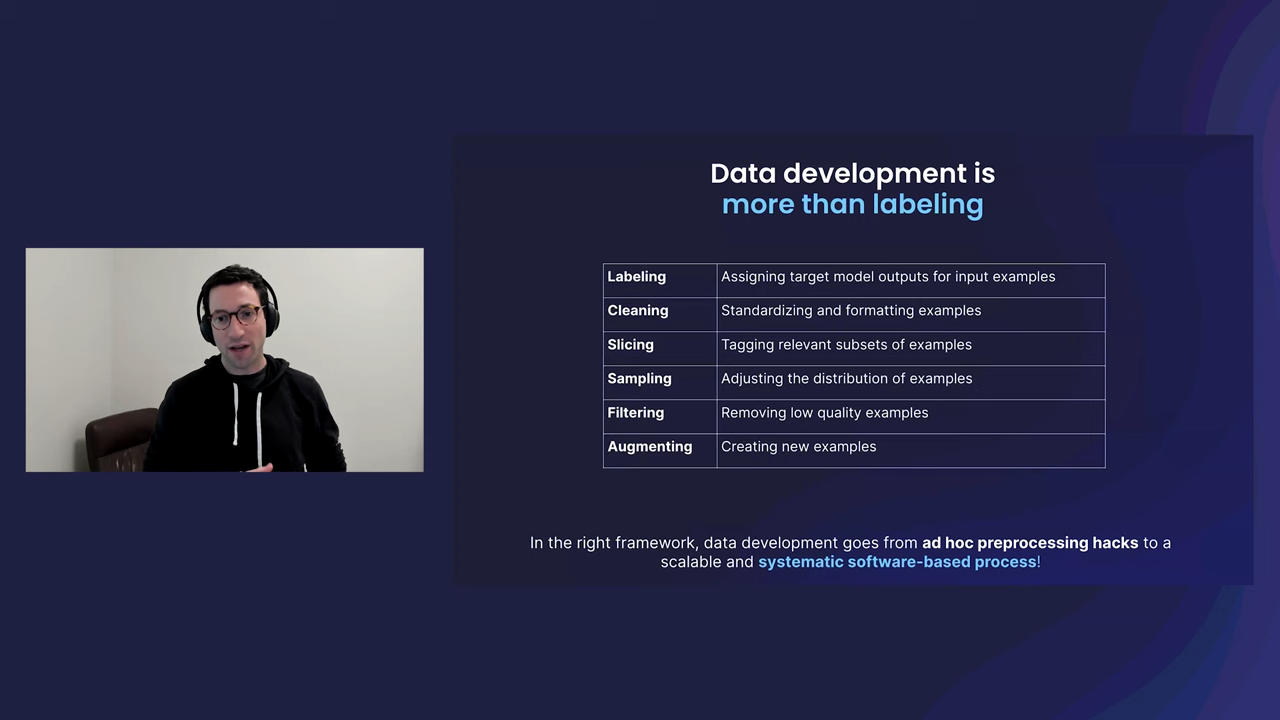 Data development is
more than labeling
Labeling Assigning target model outputs for input examples
Cleaning Standardizing and formatting examples
Slicing Tagging relevant subsets of examples
Sampling Adjusting the distribution of examples
Filtering Removing low quality examples
Augmenting Creating new examples
In the right framework, data development goes from ad hoc preprocessing hacks to a
scalable and systematic software-based process!